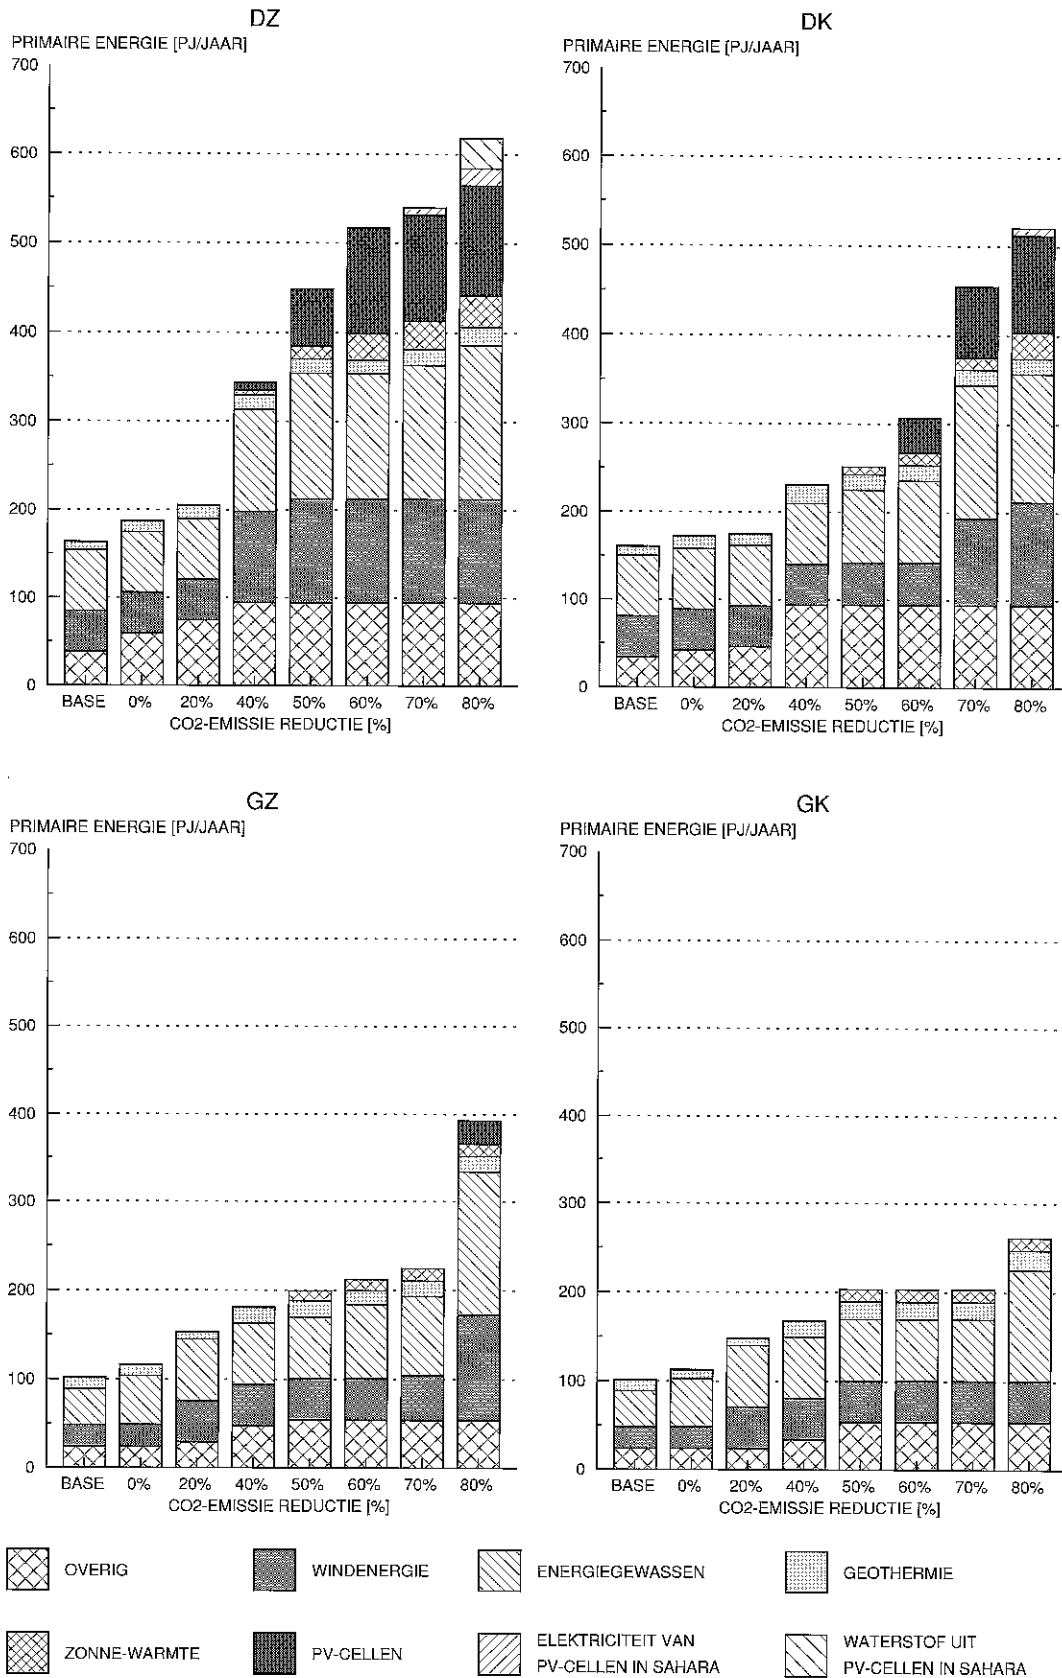 DZ
PRIMAIRE ENERGIE [PJ/JAAR]
700
600
500
400
300
200
100
0
BASE 0% 20% 40% 50% 60% 70% 80%
CO2-EMISSIE REDUCTIE [%]
DK
PRIMAIRE ENERGIE [PJ/JAAR]
700
600
500
400
300
200
100
0
BASE 0% 20% 40% 50% 60% 70% 80%
CO2-EMISSIE REDUCTIE [%]
GZ
PRIMAIRE ENERGIE [PJ/JAAR]
700
600
500
400
300
200
100
0
BASE 0% 20% 40% 50% 60% 70% 80%
CO2-EMISSIE REDUCTIE [%]
GK
PRIMAIRE ENERGIE [PJ/JAAR]
700
600
500
400
300
200
100
0
BASE 0% 20% 40% 50% 60% 70% 80%
CO2-EMISSIE REDUCTIE [%]
OVERIG
WINDENERGIE
ENERGIEGEWASSEN
GEOTHERMIE
ZONNE-WARMTE
PV-CELLEN
ELEKTRICITEIT VAN
PV-CELLEN IN SAHARA
WATERSTOF UIT
PV-CELLEN IN SAHARA